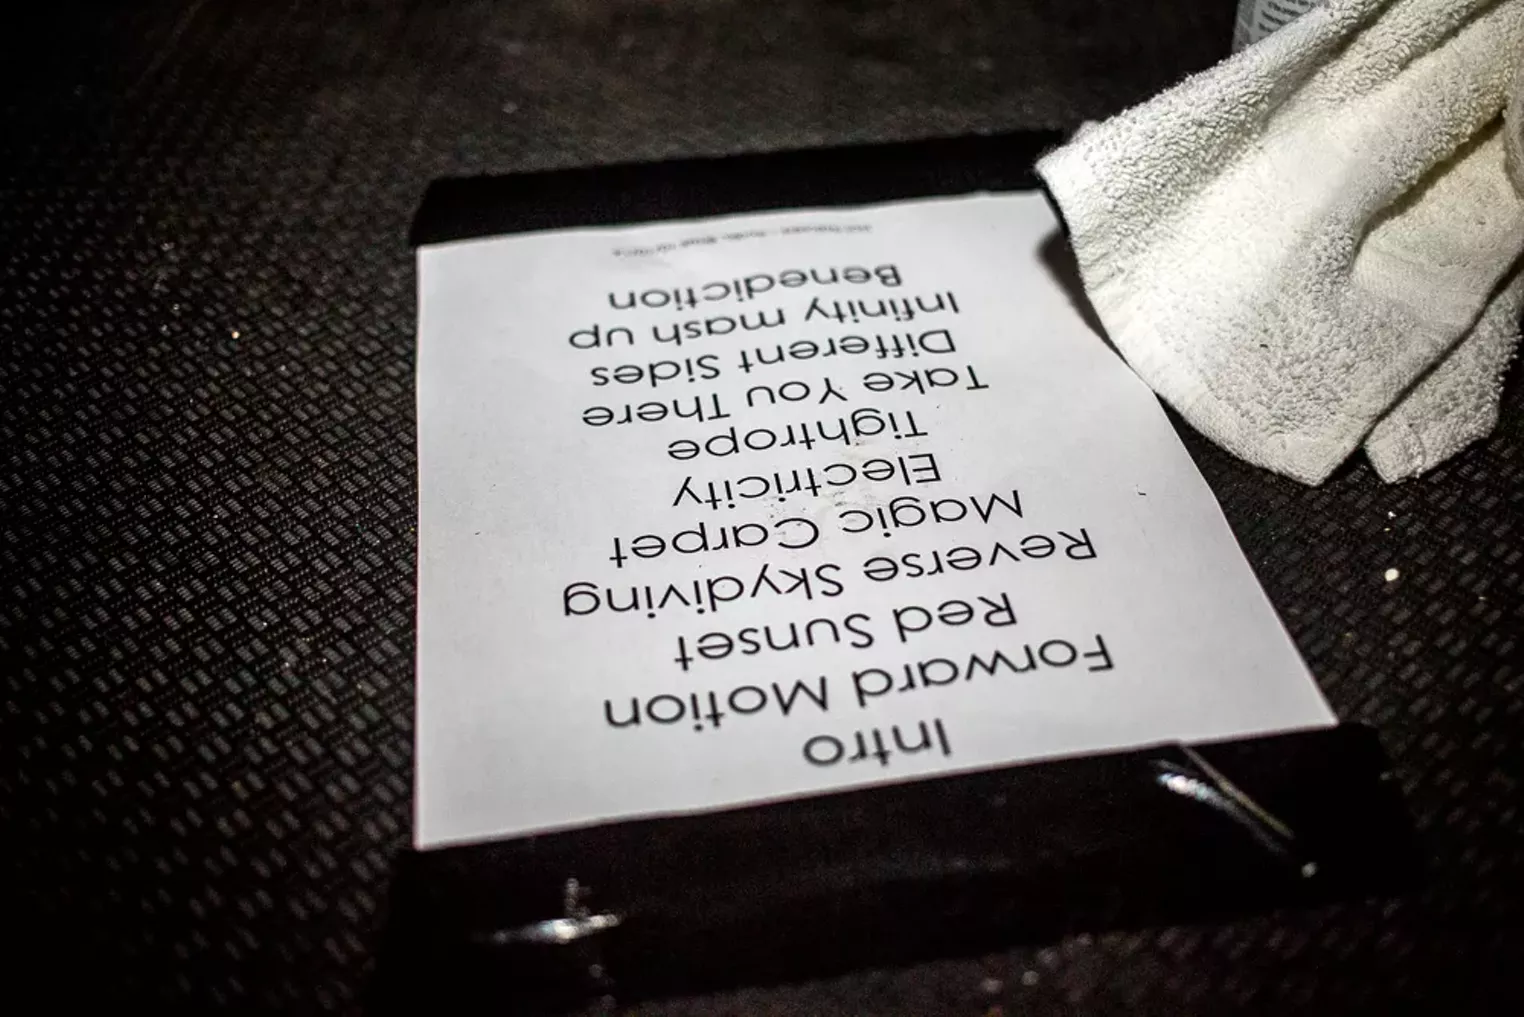 Intro
Forward Motion
Red Sunset
Reverse Skydiving
Magic Carpet
Electricity
Tightrope
Take You There
Different Sides
Infinity mash up
Benediction